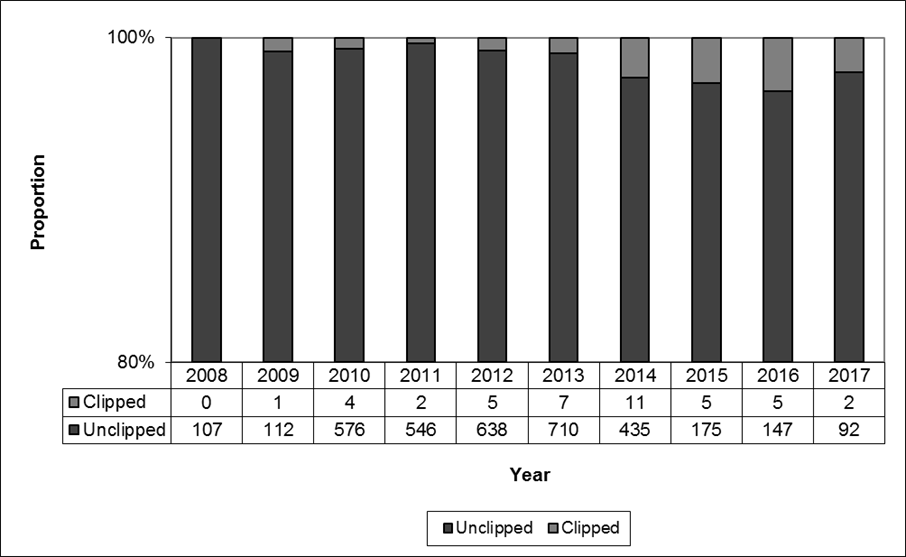 100%
Proportion
80%
2008 2009 2010 2011 2012 2013 2014 2015 2016 2017
Clipped 0 1 4 2 5 7 11 5 5 2
Unclipped 107 112 576 546 638 710 435 175 147 92
Year
Unclipped Clipped